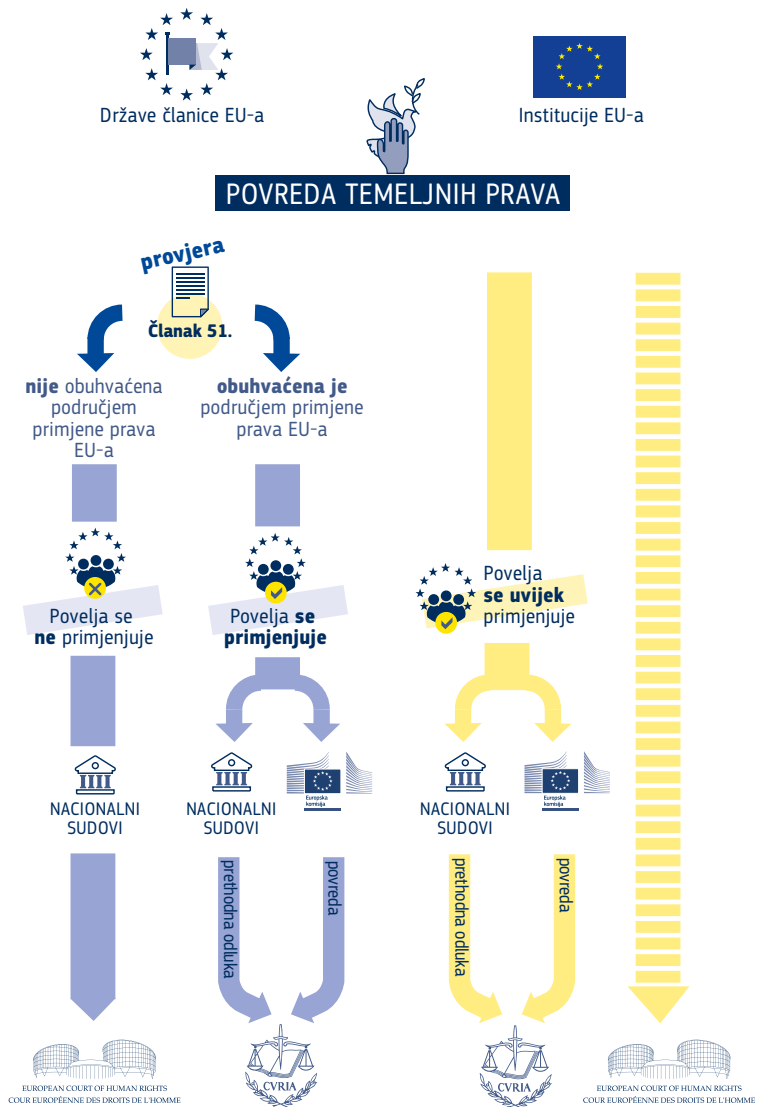 Države članice EU-a
Institucije EU-a
POVREDA TEMELJNIH PRAVA
provjera
Članak 51.
nije obuhvaćena
područjem
primjene prava
EU-a
obuhvaćena je
područjem primjene
prava EU-a
Povelja se
ne primjenjuje
Povelja se
primjenjuje
Povelja
se uvijek
primjenjuje
NACIONALNI
SUDOVI
NACIONALNI
SUDOVI
Europska
komisija
NACIONALNI
SUDOVI
Europska
komisija
prethodna odluka
povreda
prethodna odluka
povreda
EUROPEAN COURT OF HUMAN RIGHTS
COUR EUROPÉENNE DES DROITS DE L'HOMME
CVRIA
CVRIA
EUROPEAN COURT OF HUMAN RIGHTS
COUR EUROPÉENNE DES DROITS DE L'HOMME